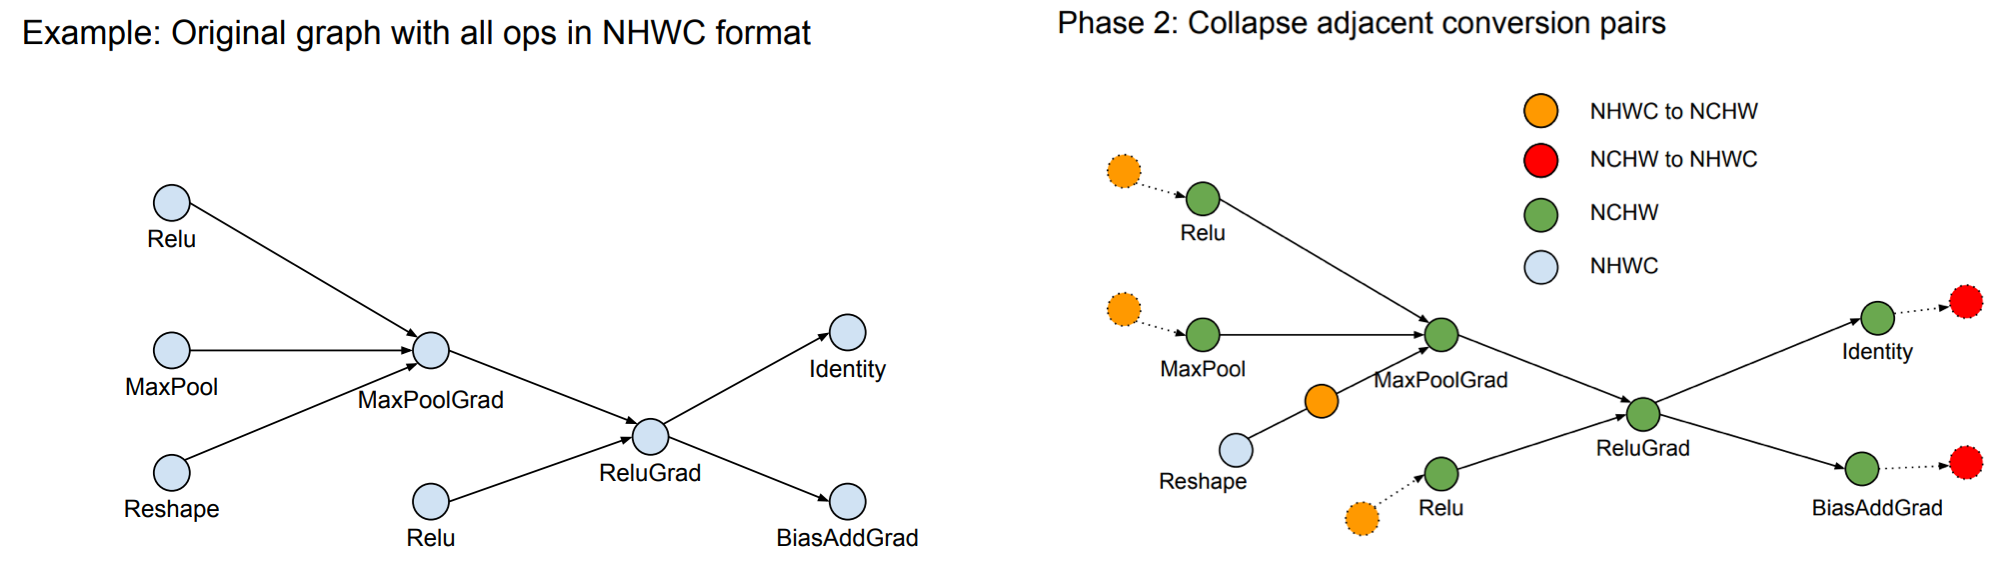 Example: Original graph with all ops in NHWC format
Relu
MaxPool
MaxPoolGrad
Reshape
Relu
ReluGrad
Identity
BiasAddGrad
Phase 2: Collapse adjacent conversion pairs
NHWC to NCHW
NCHW to NHWC
NCHW
NHWC
Relu
MaxPool
MaxPoolGrad
Reshape
Relu
ReluGrad
Identity
BiasAddGrad